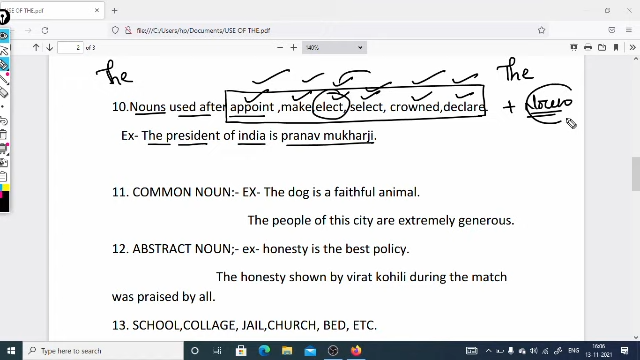 USE OF THE.pdf
file:///C:/Users/hp/Documents/USE OF THE.pdf
2 of 3
140%
The The
10.Nouns used after appoint ,make elect, select, crowned,declare. + noun
Ex- The president of india is pranav mukharji.
11. COMMON NOUN:- EX- The dog is a faithful animal.
The people of this city are extremely generous.
12. ABSTRACT NOUN;- ex- honesty is the best policy.
The honesty shown by virat kohili during the match
was praised by all.
13. SCHOOL,COLLAGE, JAIL,CHURCH, BED, ETC.
Type here to search
ENG
16:06
13-11-2021